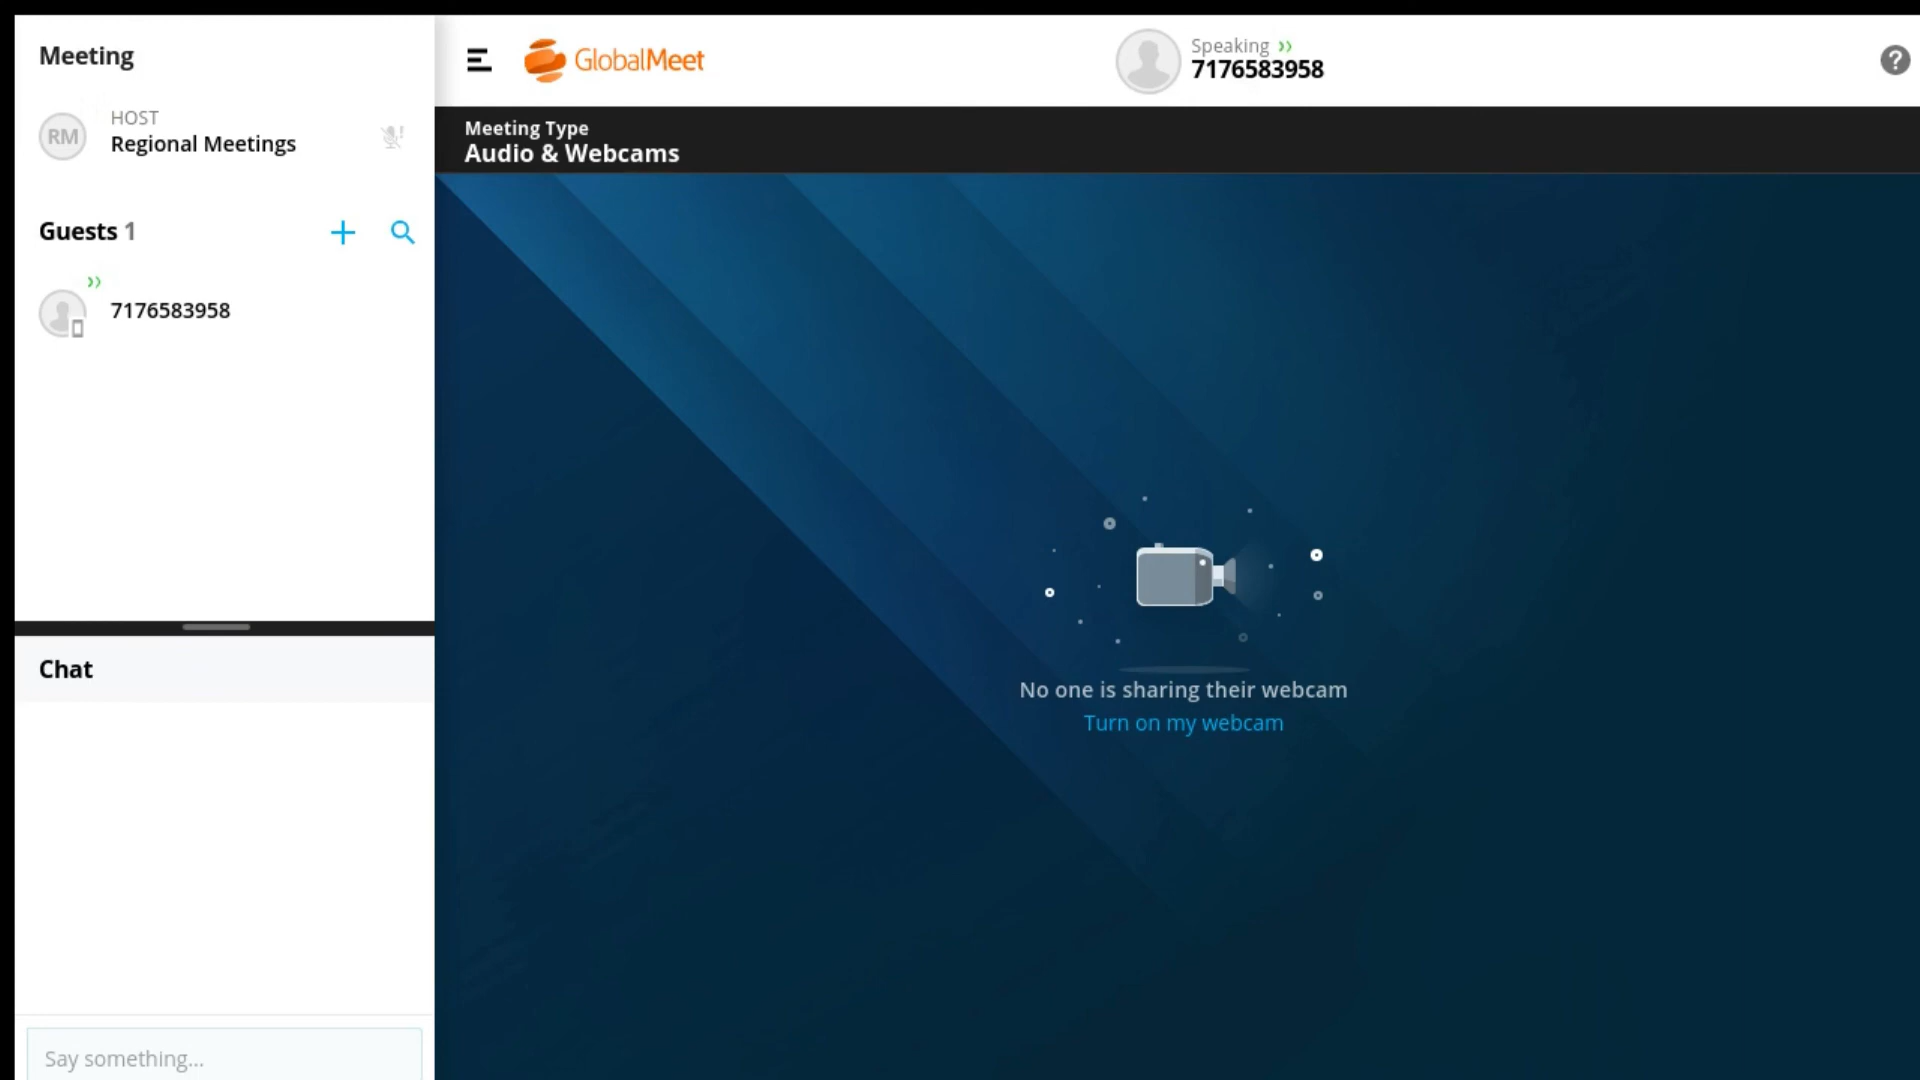 Meeting
RM
HOST
Regional Meetings
Guests 1
7176583958
Chat
Say something...
GlobalMeet
Speaking
7176583958
?
Meeting Type
Audio & Webcams
No one is sharing their webcam
Turn on my webcam